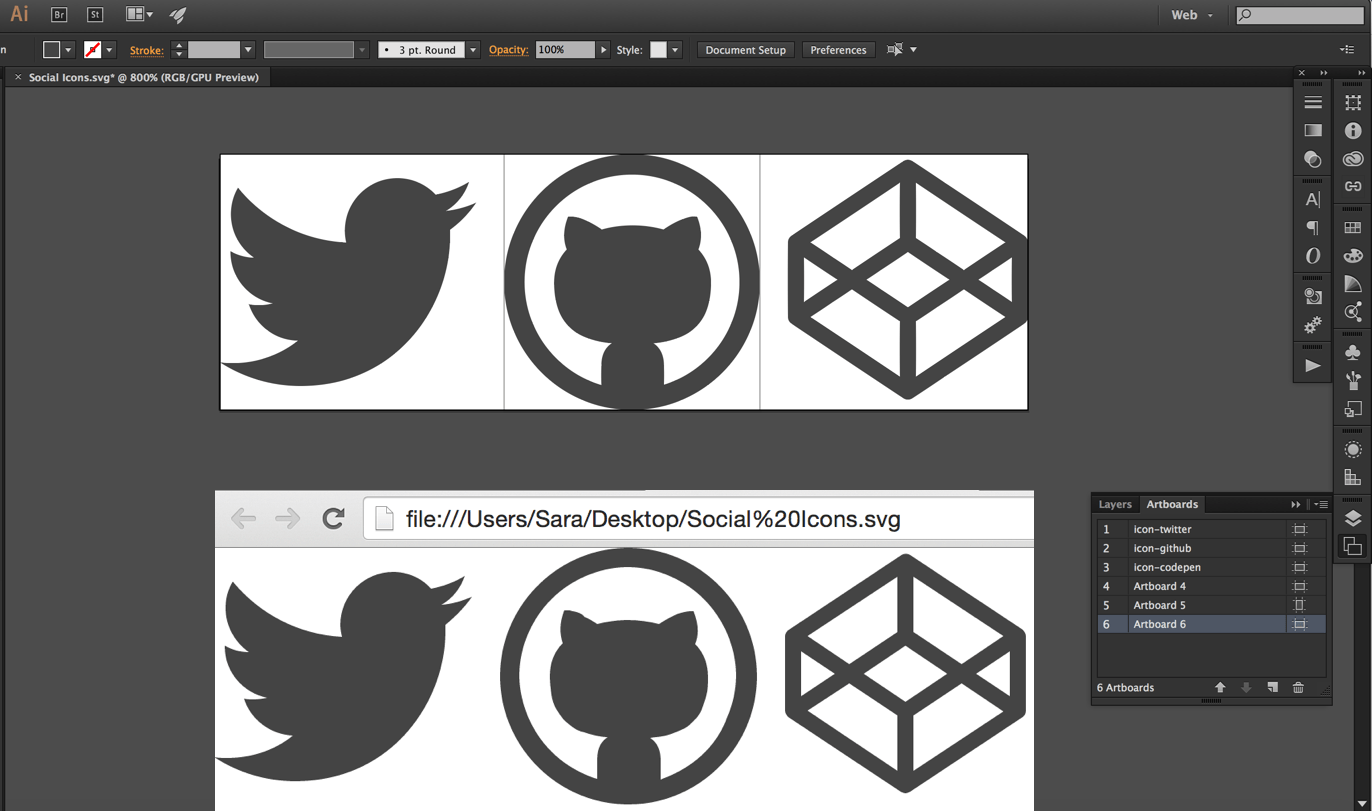 Ai Br St Web
n Stroke: • 3 pt. Round Opacity: 100% Style: Document Setup Preferences
× Social Icons.svg* @ 800% (RGB/GPU Preview)
file:///Users/Sara/Desktop/Social%20Icons.svg
Layers Artboards
1 icon-twitter
2 icon-github
3 icon-codepen
4 Artboard 4
5 Artboard 5
6 Artboard 6
6 Artboards